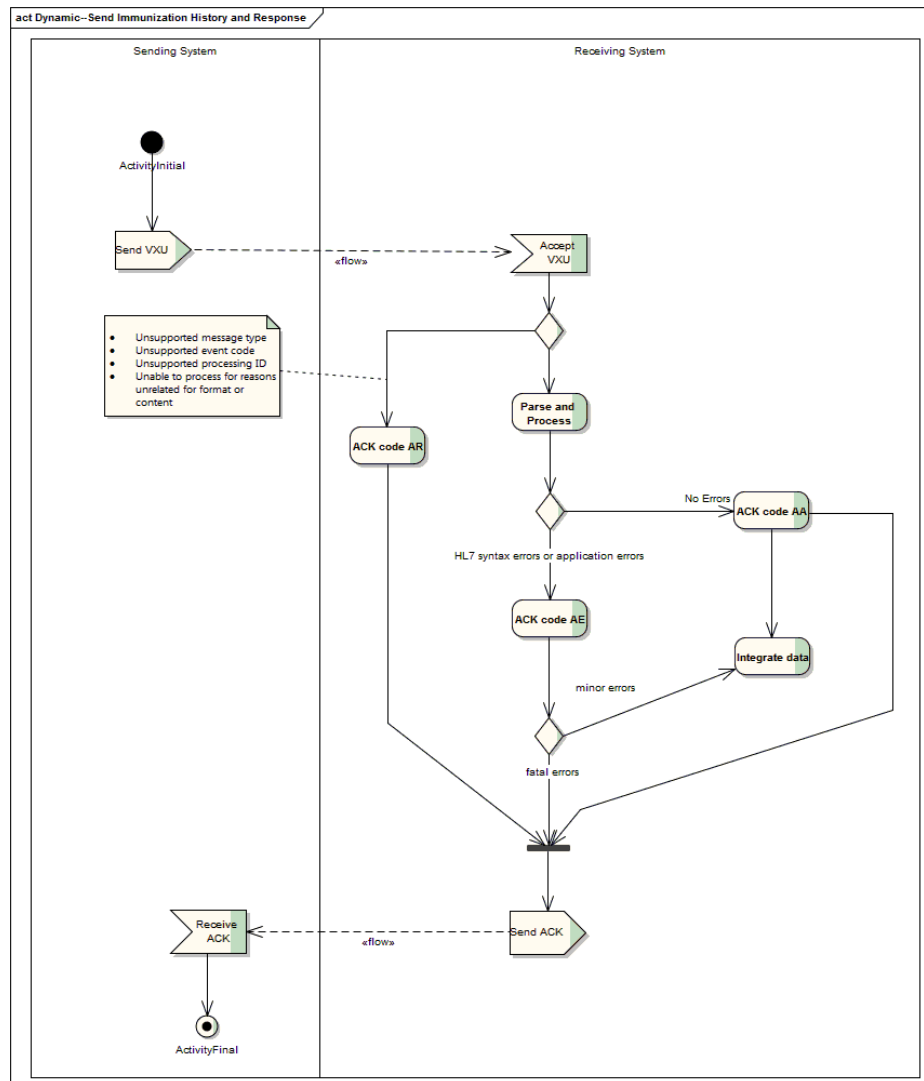 act Dynamic--Send Immunization History and Response
Sending System
Receiving System
ActivityInitial
Send VXU
«flow»
Accept
VXU
• Unsupported message type
• Unsupported event code
• Unsupported processing ID
• Unable to process for reasons
unrelated for format or
content
Parse and
Process
ACK code AR
No Errors
ACK code AA
HL7 syntax errors or application errors
ACK code AE
Integrate data
minor errors
fatal errors
Receive
ACK
«flow»
Send ACK
ActivityFinal